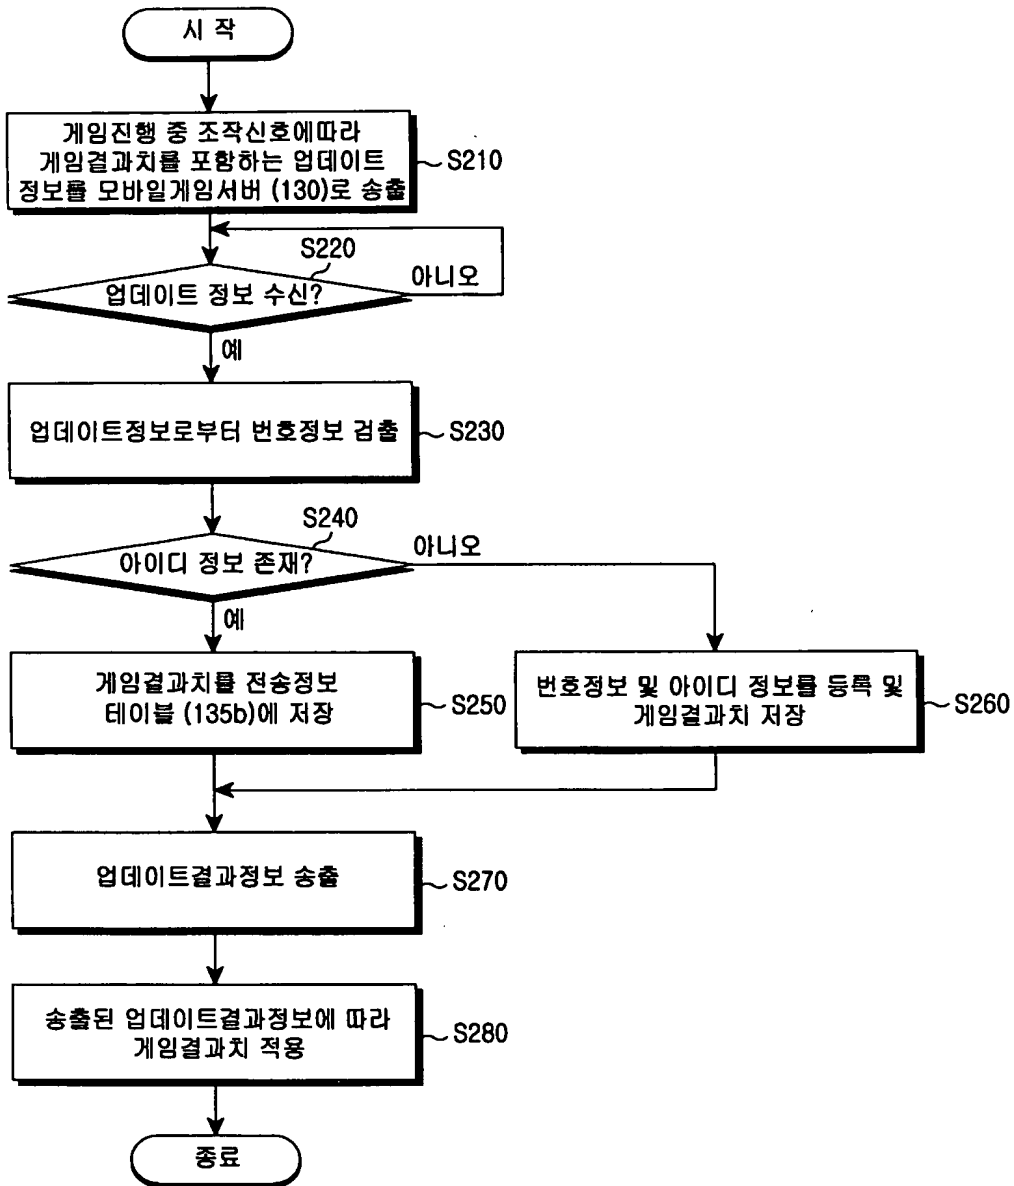 시 작
게임진행 중 조작신호에따라
게임결과치를 포함하는 업데이트
정보를 모바일게임서버 (130)로 송출
S210
S220
업데이트 정보 수신?
아니오
예
업데이트정보로부터 번호정보 검출
S230
S240
아이디 정보 존재?
아니오
예
게임결과치를 전송정보
테이블 (135b)에 저장
S250
번호정보 및 아이디 정보를 등록 및
게임결과치 저장
S260
업데이트결과정보 송출
S270
송출된 업데이트결과정보에 따라
게임결과치 적용
S280
종료